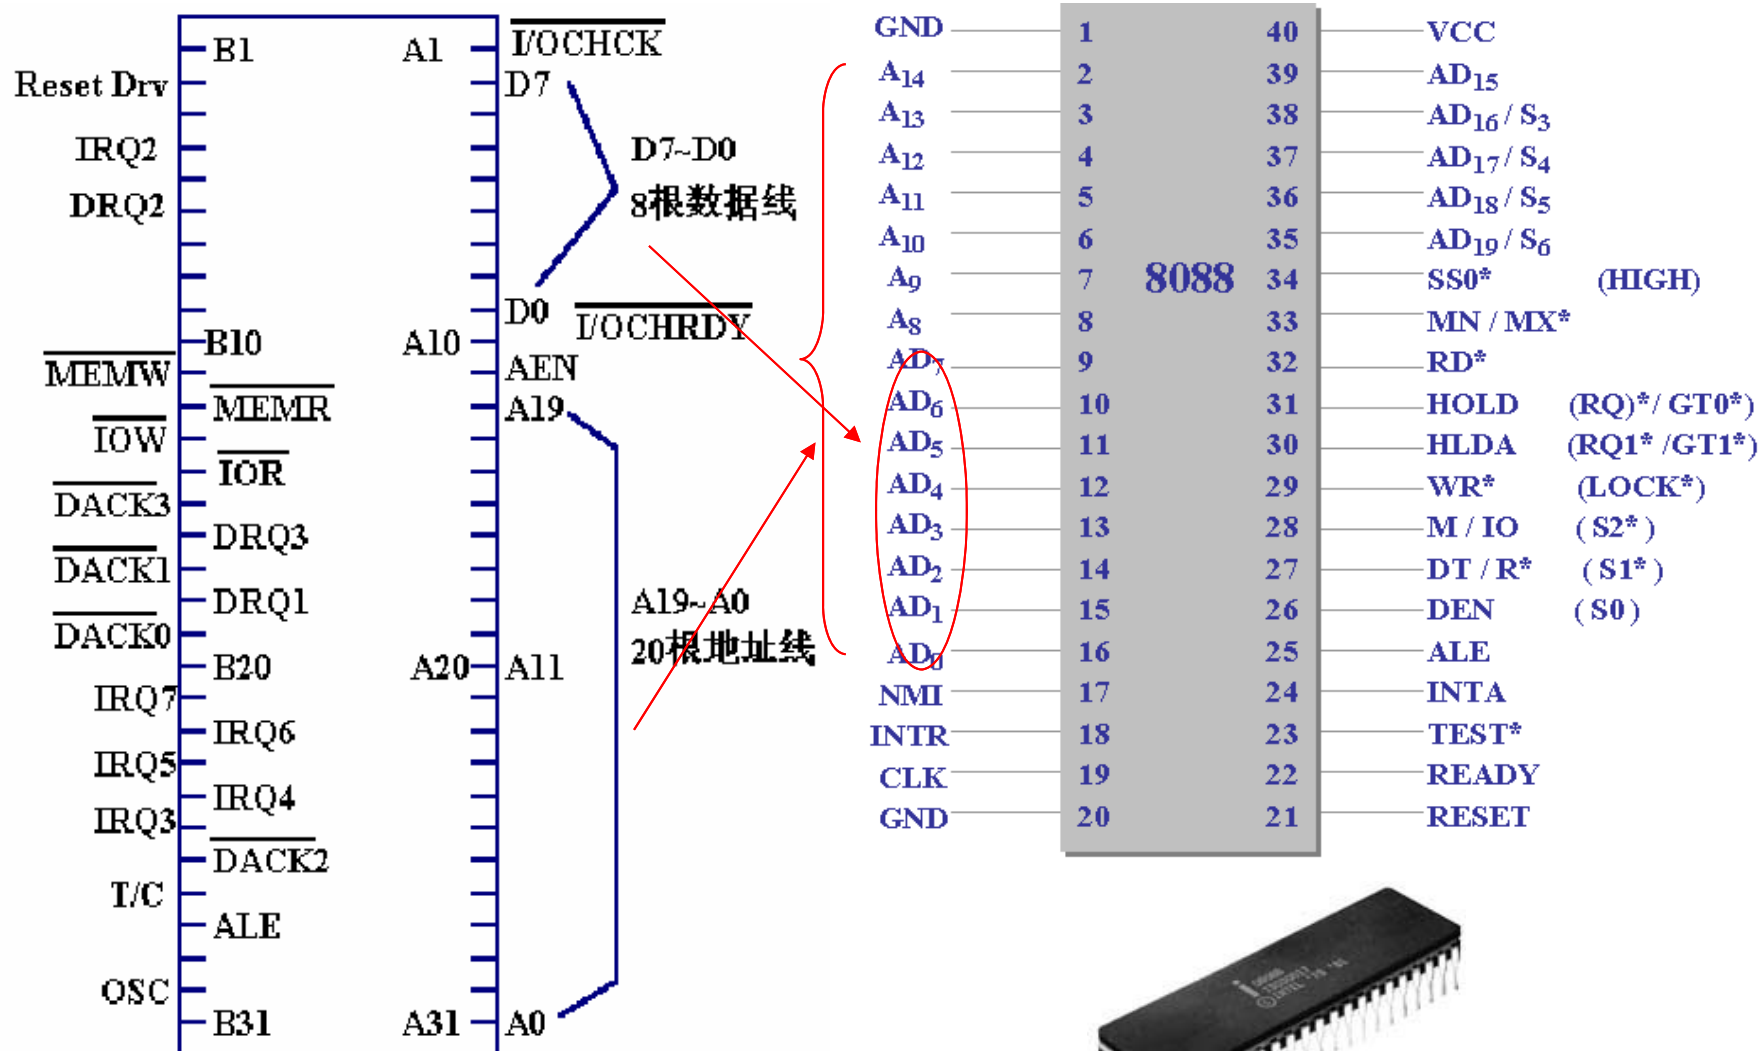 B1
A1
I/OCHCK
Reset Drv
D7
IRQ2
D7~D0
DRQ2
8根数据线
D0
I/OCHRDY
B10
A10
MEMW
AEN
MEMR
A19
IOW
IOR
DACK3
DRQ3
DACK1
DRQ1
A19~A0
DACK0
20根地址线
B20
A20
A11
IRQ7
IRQ6
IRQ5
IRQ4
IRQ3
DACK2
T/C
ALE
OSC
B31
A31
A0
GND 1 40 VCC
A14 2 39 AD15
A13 3 38 AD16 / S3
A12 4 37 AD17 / S4
A11 5 36 AD18 / S5
A10 6 35 AD19 / S6
A9 7 8088 34 SS0* (HIGH)
A8 8 33 MN / MX*
AD7 9 32 RD*
AD6 10 31 HOLD (RQ)*/ GT0*)
AD5 11 30 HLDA (RQ1* /GT1*)
AD4 12 29 WR* (LOCK*)
AD3 13 28 M / IO ( S2* )
AD2 14 27 DT / R* ( S1* )
AD1 15 26 DEN ( S0)
AD0 16 25 ALE
NMI 17 24 INTA
INTR 18 23 TEST*
CLK 19 22 READY
GND 20 21 RESET